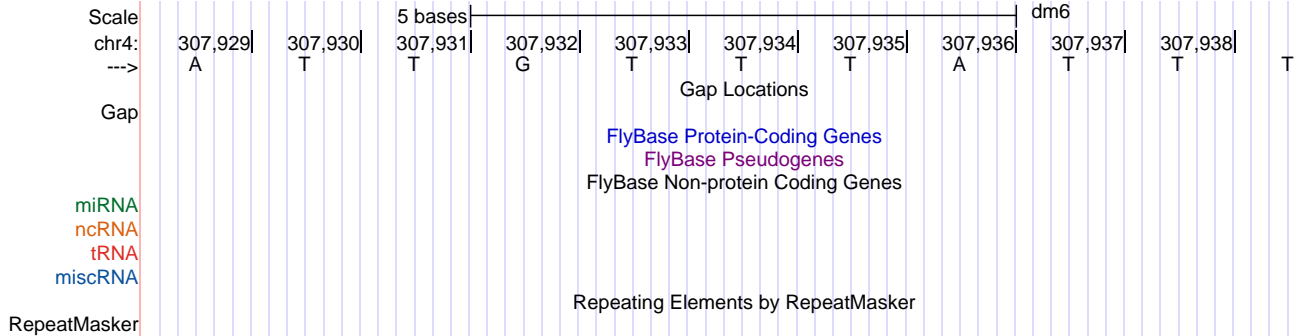 Scale 5 bases dm6
chr4: 307,929 307,930 307,931 307,932 307,933 307,934 307,935 307,936 307,937 307,938
---> A T T G T T T A T T T
Gap Locations
Gap
FlyBase Protein-Coding Genes
FlyBase Pseudogenes
FlyBase Non-protein Coding Genes
miRNA
ncRNA
tRNA
miscRNA
Repeating Elements by RepeatMasker
RepeatMasker